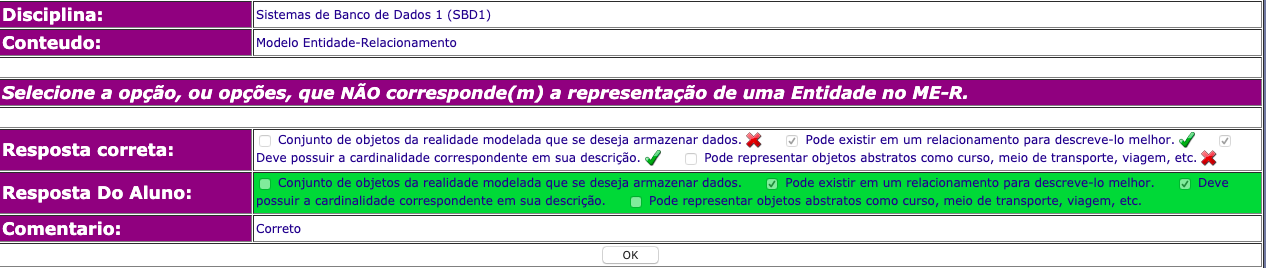 Disciplina: Sistemas de Banco de Dados 1 (SBD1)
Conteudo: Modelo Entidade-Relacionamento
Selecione a opção, ou opções, que NÃO corresponde(m) a representação de uma Entidade no ME-R.
Resposta correta:
Conjunto de objetos da realidade modelada que se deseja armazenar dados. Pode existir em um relacionamento para descreve-lo melhor.
Deve possuir a cardinalidade correspondente em sua descrição. Pode representar objetos abstratos como curso, meio de transporte, viagem, etc.
Resposta Do Aluno:
Conjunto de objetos da realidade modelada que se deseja armazenar dados. Pode existir em um relacionamento para descreve-lo melhor. Deve
possuir a cardinalidade correspondente em sua descrição. Pode representar objetos abstratos como curso, meio de transporte, viagem, etc.
Comentario: Correto
OK